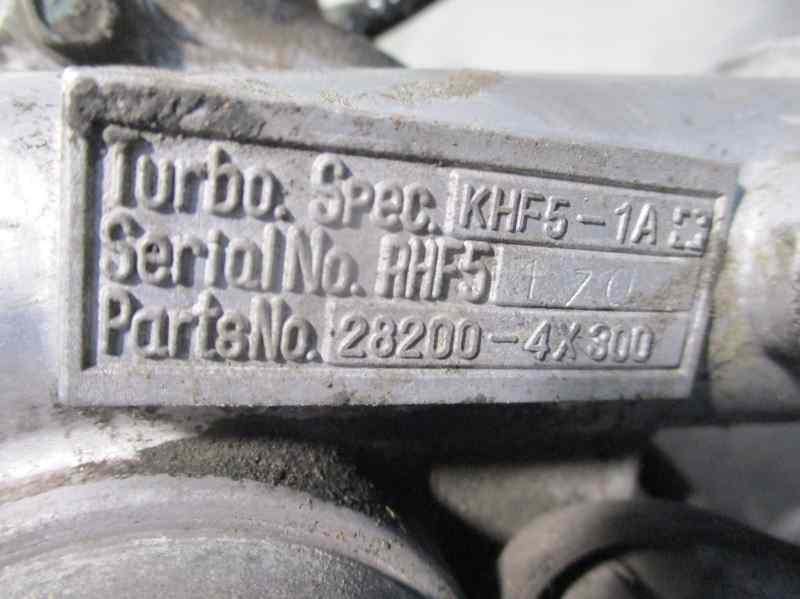 Turbo. Spec. KHF5-1A
Serial No. RHF5
Parts No. 28200-4X300